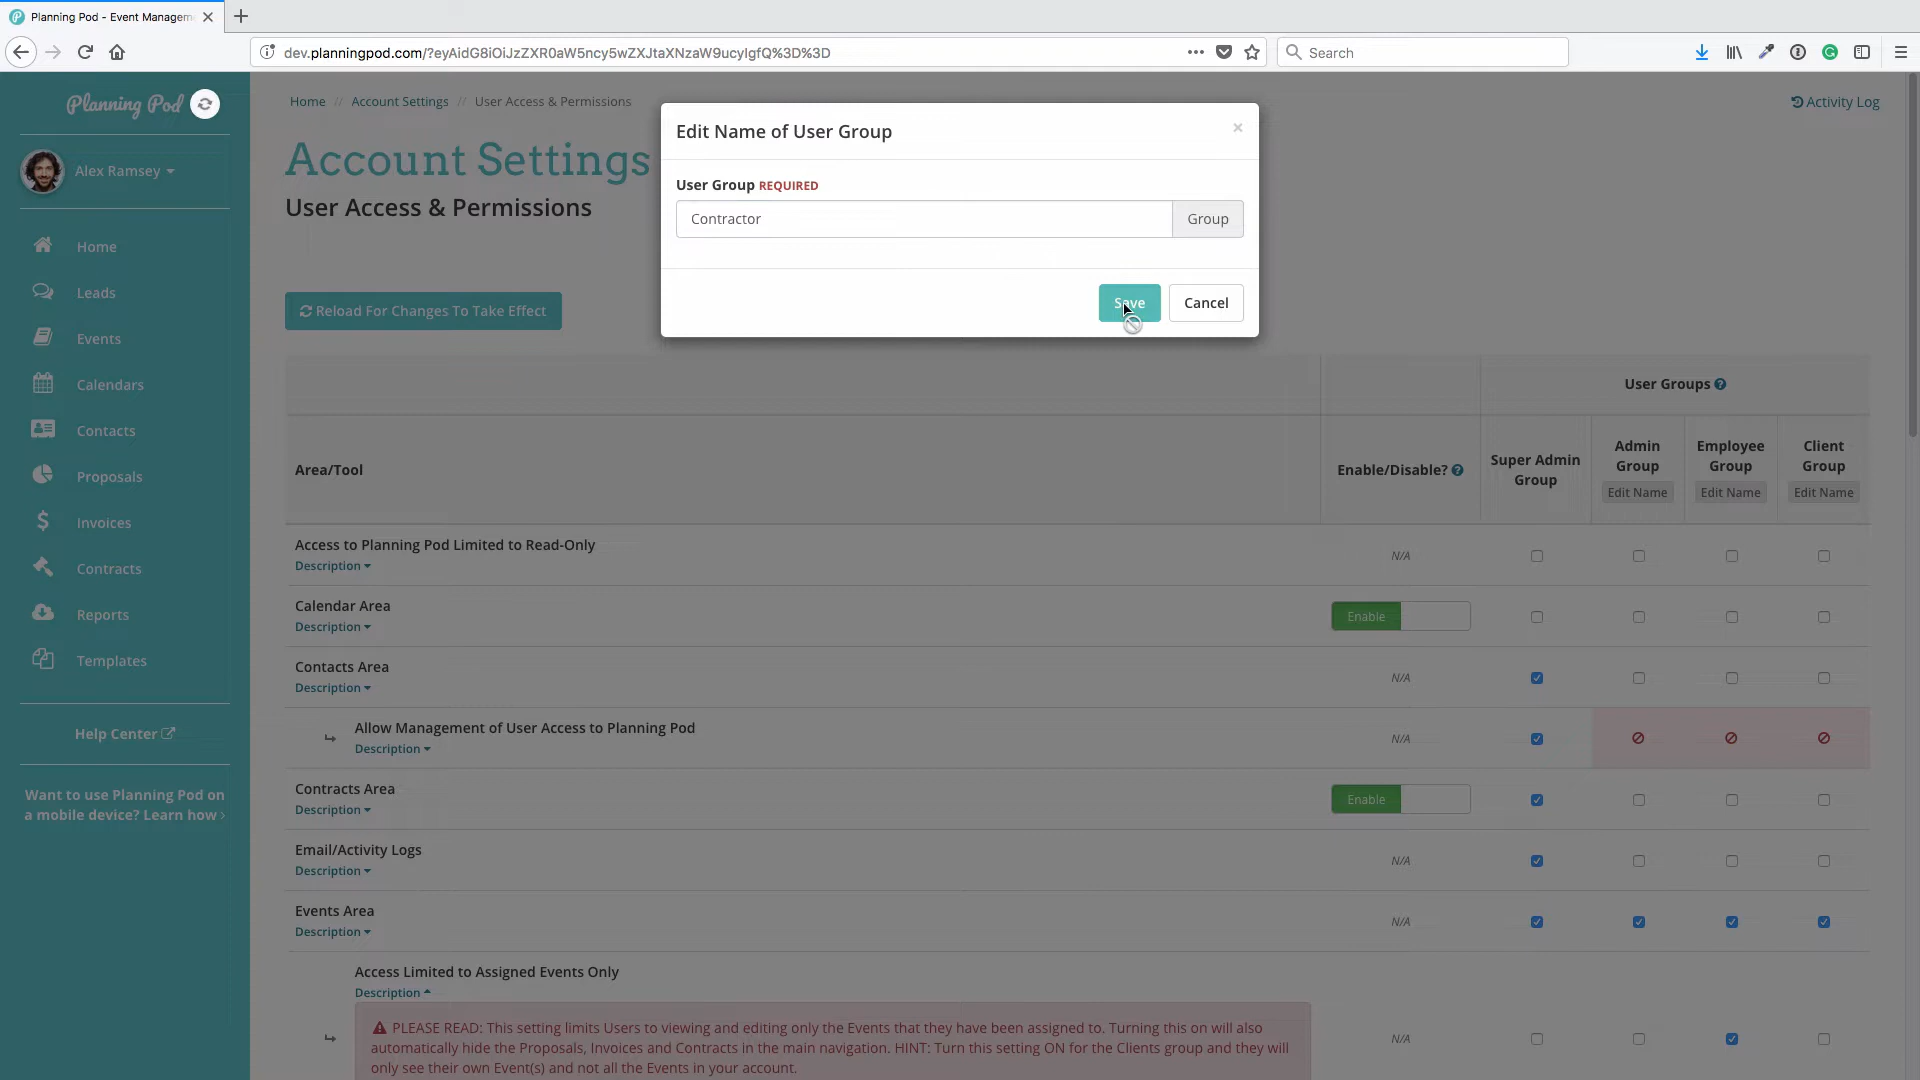 Planning Pod - Event Managem
dev.planningpod.com/?eyAidG8iOiJzZXR0aW5ncy5wZXJtaXNzaW9ucyIgfQ%3D%3D
Search
Planning Pod
Alex Ramsey
Home
Leads
Events
Calendars
Contacts
Proposals
Invoices
Contracts
Reports
Templates
Help Center
Want to use Planning Pod on
a mobile device? Learn how
Home // Account Settings // User Access & Permissions
Activity Log
Account Settings
User Access & Permissions
Reload For Changes To Take Effect
Edit Name of User Group
×
User Group REQUIRED
Contractor
Group
Save
Cancel
User Groups
Area/Tool
Enable/Disable?
Super Admin
Group
Admin
Group
Edit Name
Employee
Group
Edit Name
Client
Group
Edit Name
Access to Planning Pod Limited to Read-Only
Description
N/A
Calendar Area
Description
Enable
Contacts Area
Description
N/A
Allow Management of User Access to Planning Pod
Description
N/A
Contracts Area
Description
Enable
Email/Activity Logs
Description
N/A
Events Area
Description
N/A
Access Limited to Assigned Events Only
Description
PLEASE READ: This setting limits Users to viewing and editing only the Events that they have been assigned to. Turning this on will also
automatically hide the Proposals, Invoices and Contracts in the main navigation. HINT: Turn this setting ON for the Clients group and they will
only see their own Event(s) and not all the Events in your account.
N/A